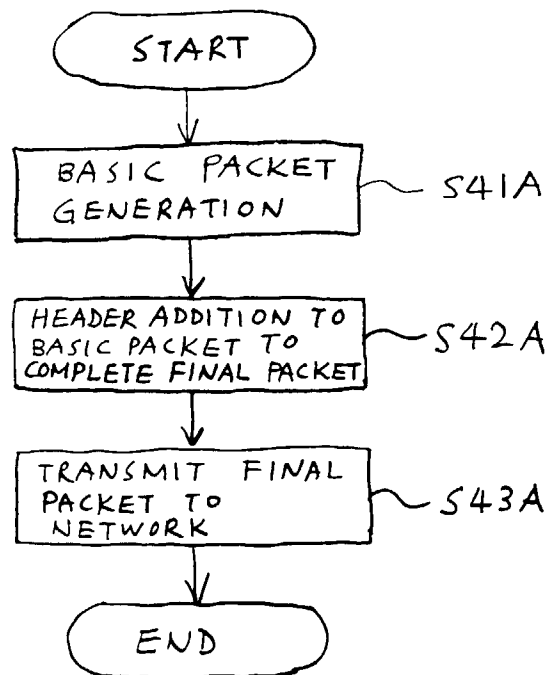 START
BASIC PACKET
GENERATION
S41A
HEADER ADDITION TO
BASIC PACKET TO
COMPLETE FINAL PACKET
S42A
TRANSMIT FINAL
PACKET TO
NETWORK
S43A
END